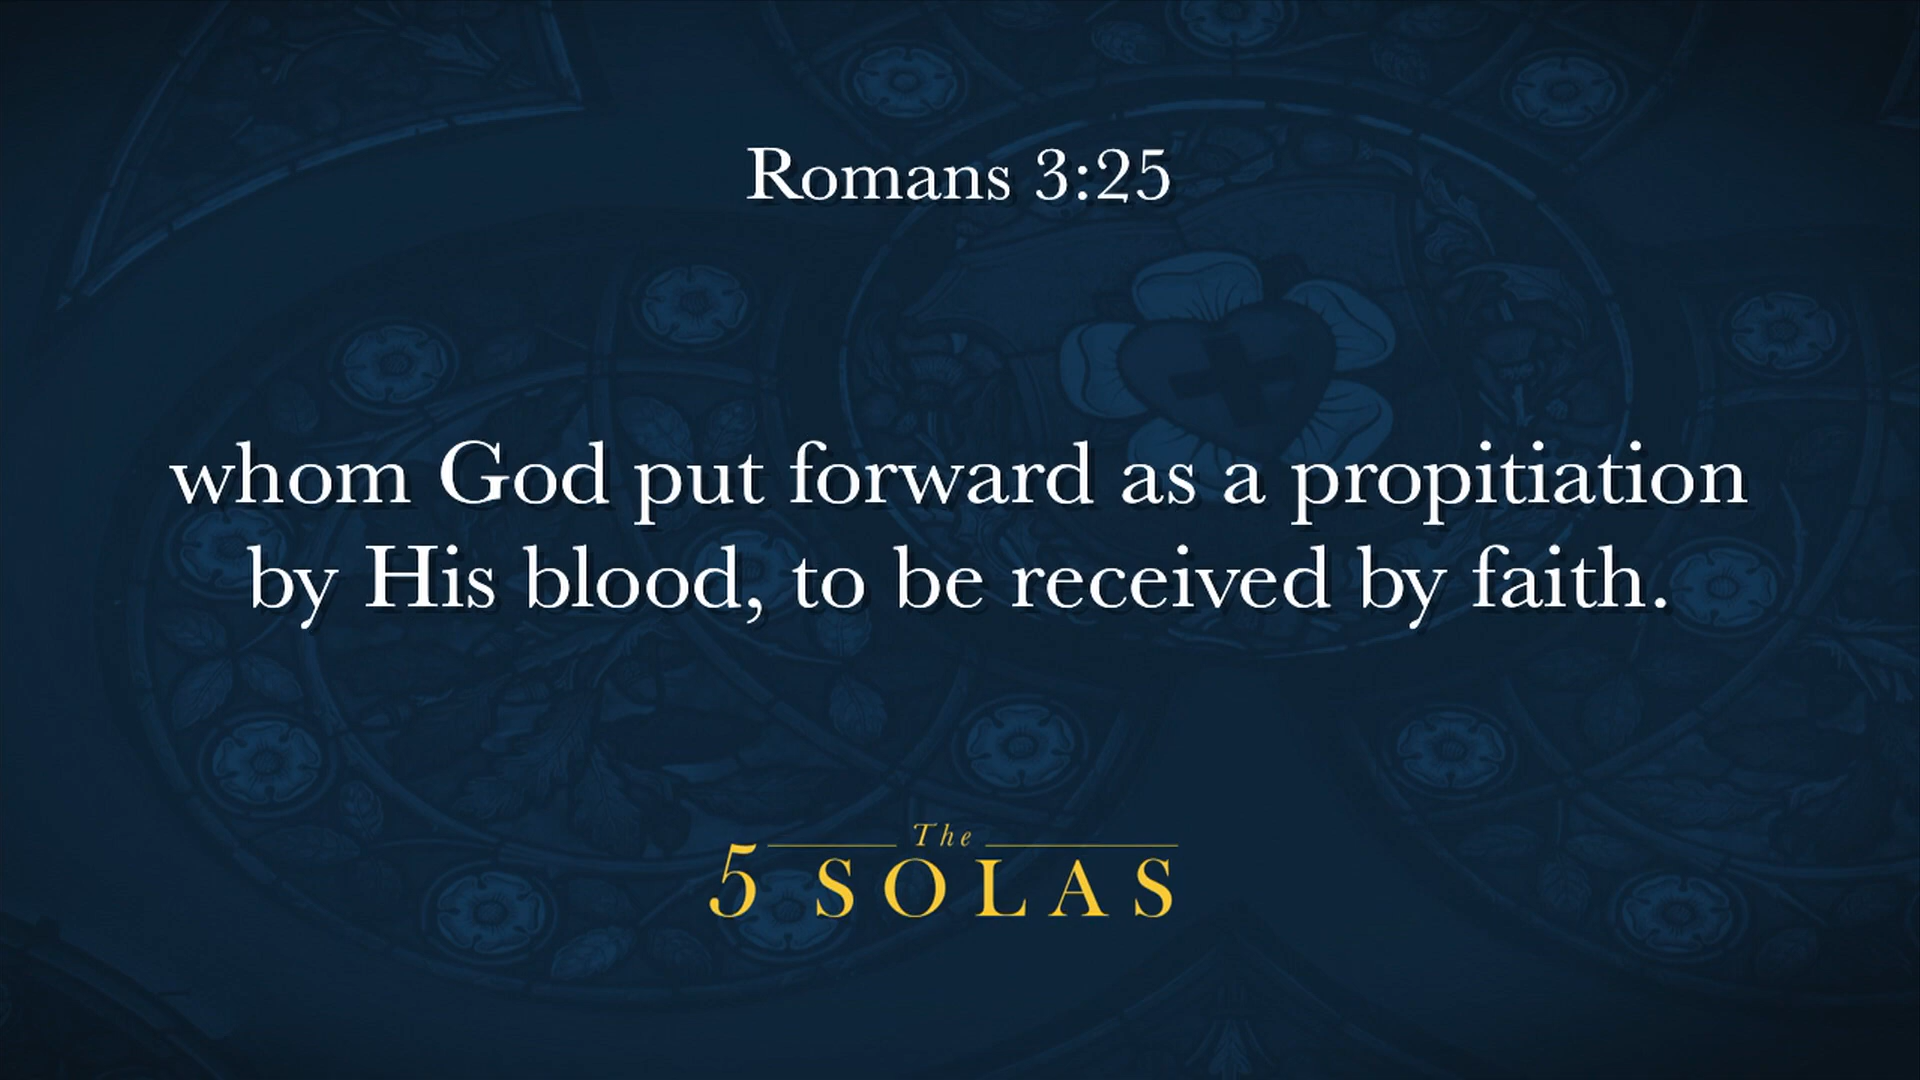 Romans 3:25
whom God put forward as a propitiation
by His blood, to be received by faith.
The
5 SOLAS